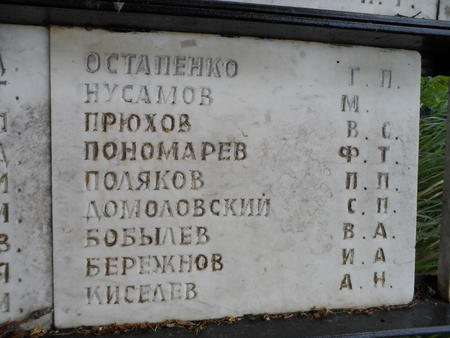 ОСТАПЕНКО Г. П.
НУСАМОВ М.
ПРЮХОВ В. С.
ПОНОМАРЕВ Ф. Т.
ПОЛЯКОВ П. П.
ДОМОЛОВСКИЙ С. П.
БОБЫЛЕВ В. А.
БЕРЕЖНОВ И. А.
КИСЕЛЕВ А. Н.